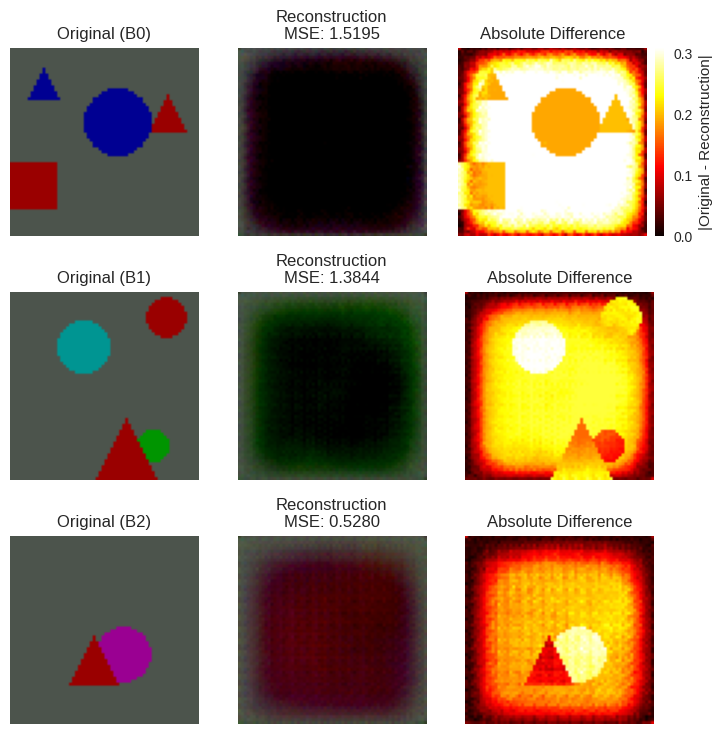 Original (B0)
Reconstruction
MSE: 1.5195
Absolute Difference
0.3
0.2
0.1
0.0
|Original - Reconstruction|
Original (B1)
Reconstruction
MSE: 1.3844
Absolute Difference
Original (B2)
Reconstruction
MSE: 0.5280
Absolute Difference